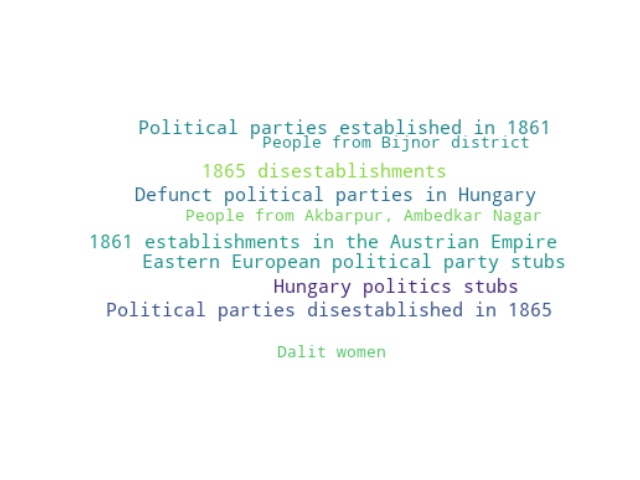 Political parties established in 1861
People from Bijnor district
1865 disestablishments
Defunct political parties in Hungary
People from Akbarpur, Ambedkar Nagar
1861 establishments in the Austrian Empire
Eastern European political party stubs
Hungary politics stubs
Political parties disestablished in 1865
Dalit women